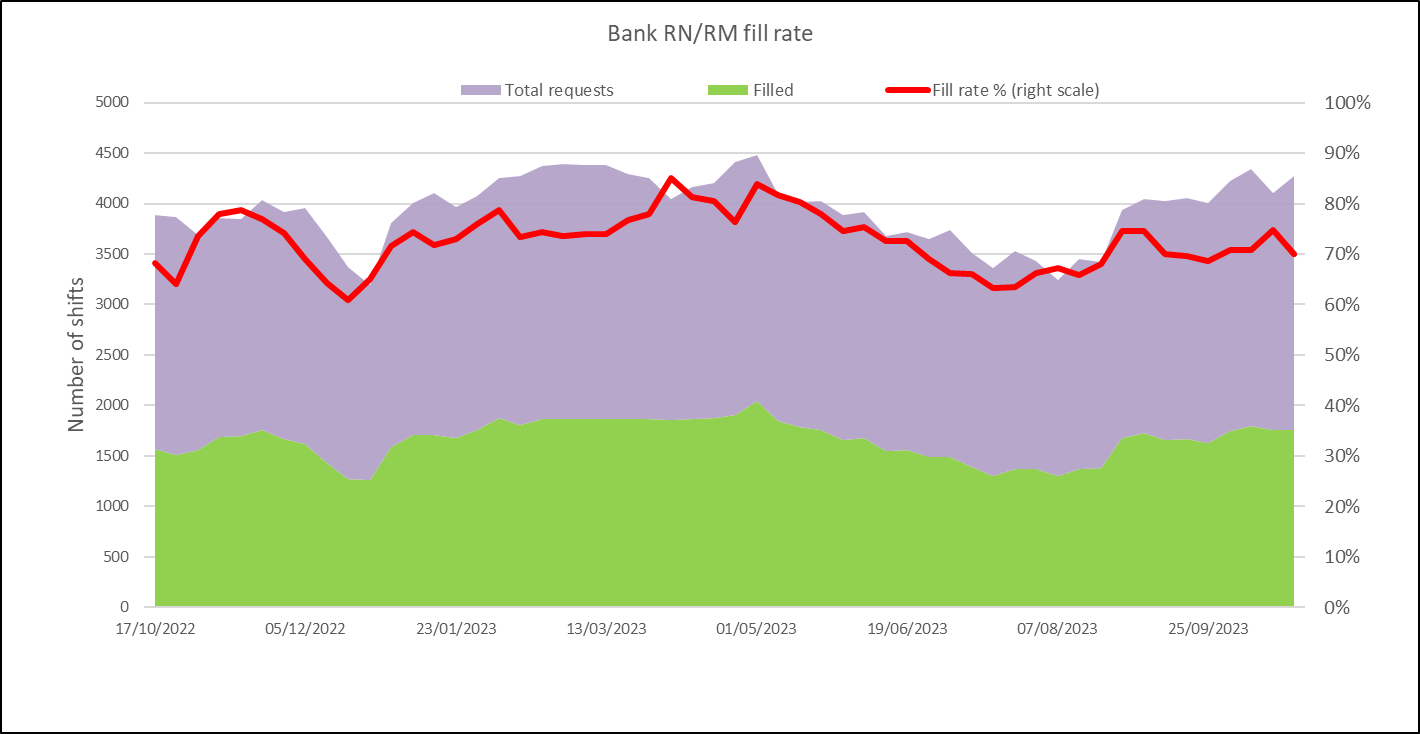 Bank RN/RM fill rate
Total requests Filled Fill rate % (right scale)
5000 100%
4500 90%
4000 80%
3500 70%
3000 60%
2500 50%
2000 40%
1500 30%
1000 20%
500 10%
0 0%
Number of shifts
17/10/2022 05/12/2022 23/01/2023 13/03/2023 01/05/2023 19/06/2023 07/08/2023 25/09/2023